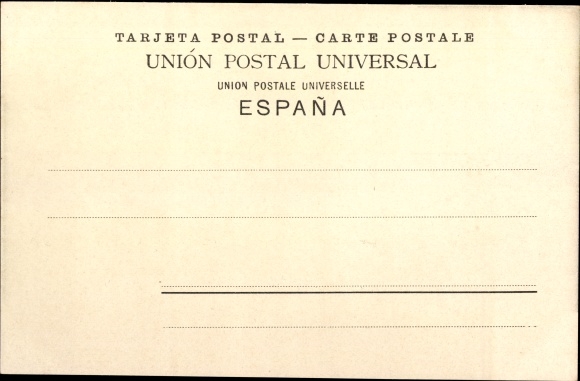 TARJETA POSTAL — CARTE POSTALE
UNIÓN POSTAL UNIVERSAL
UNION POSTALE UNIVERSELLE
ESPAÑA